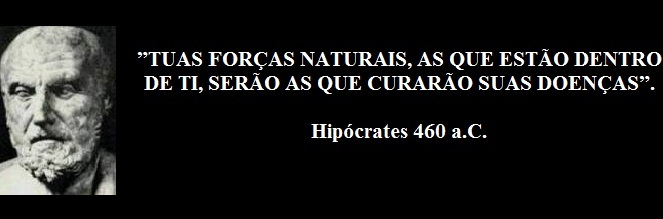 ”TUAS FORÇAS NATURAIS, AS QUE ESTÃO DENTRO
DE TI, SERÃO AS QUE CURARÃO SUAS DOENÇAS”.
Hipócrates 460 a.C.